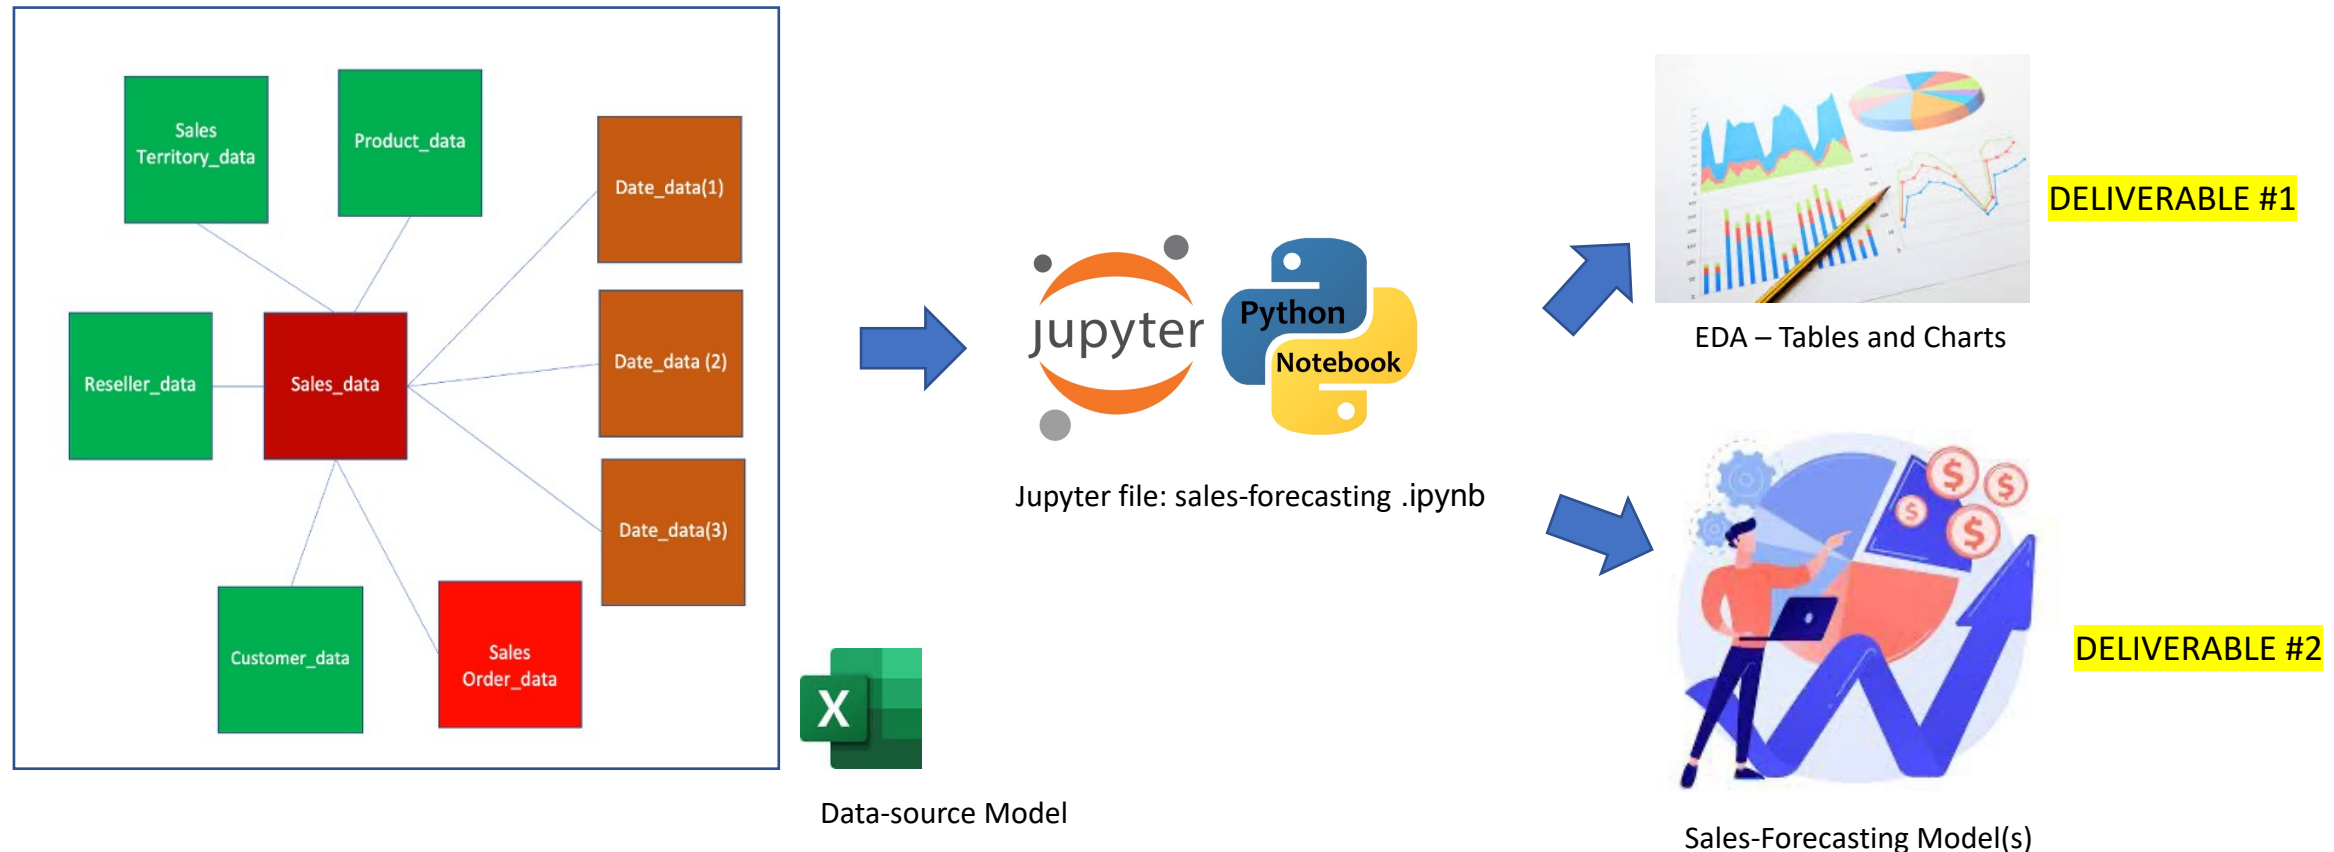 Sales
Territory_data
Product_data
Date_data(1)
Reseller_data
Sales_data
Date_data (2)
Date_data(3)
Customer_data
Sales
Order_data
X
Data-source Model
jupyter
Python
Notebook
Jupyter file: sales-forecasting .ipynb
EDA – Tables and Charts
DELIVERABLE #1
$
$
$
$
DELIVERABLE #2
Sales-Forecasting Model(s)